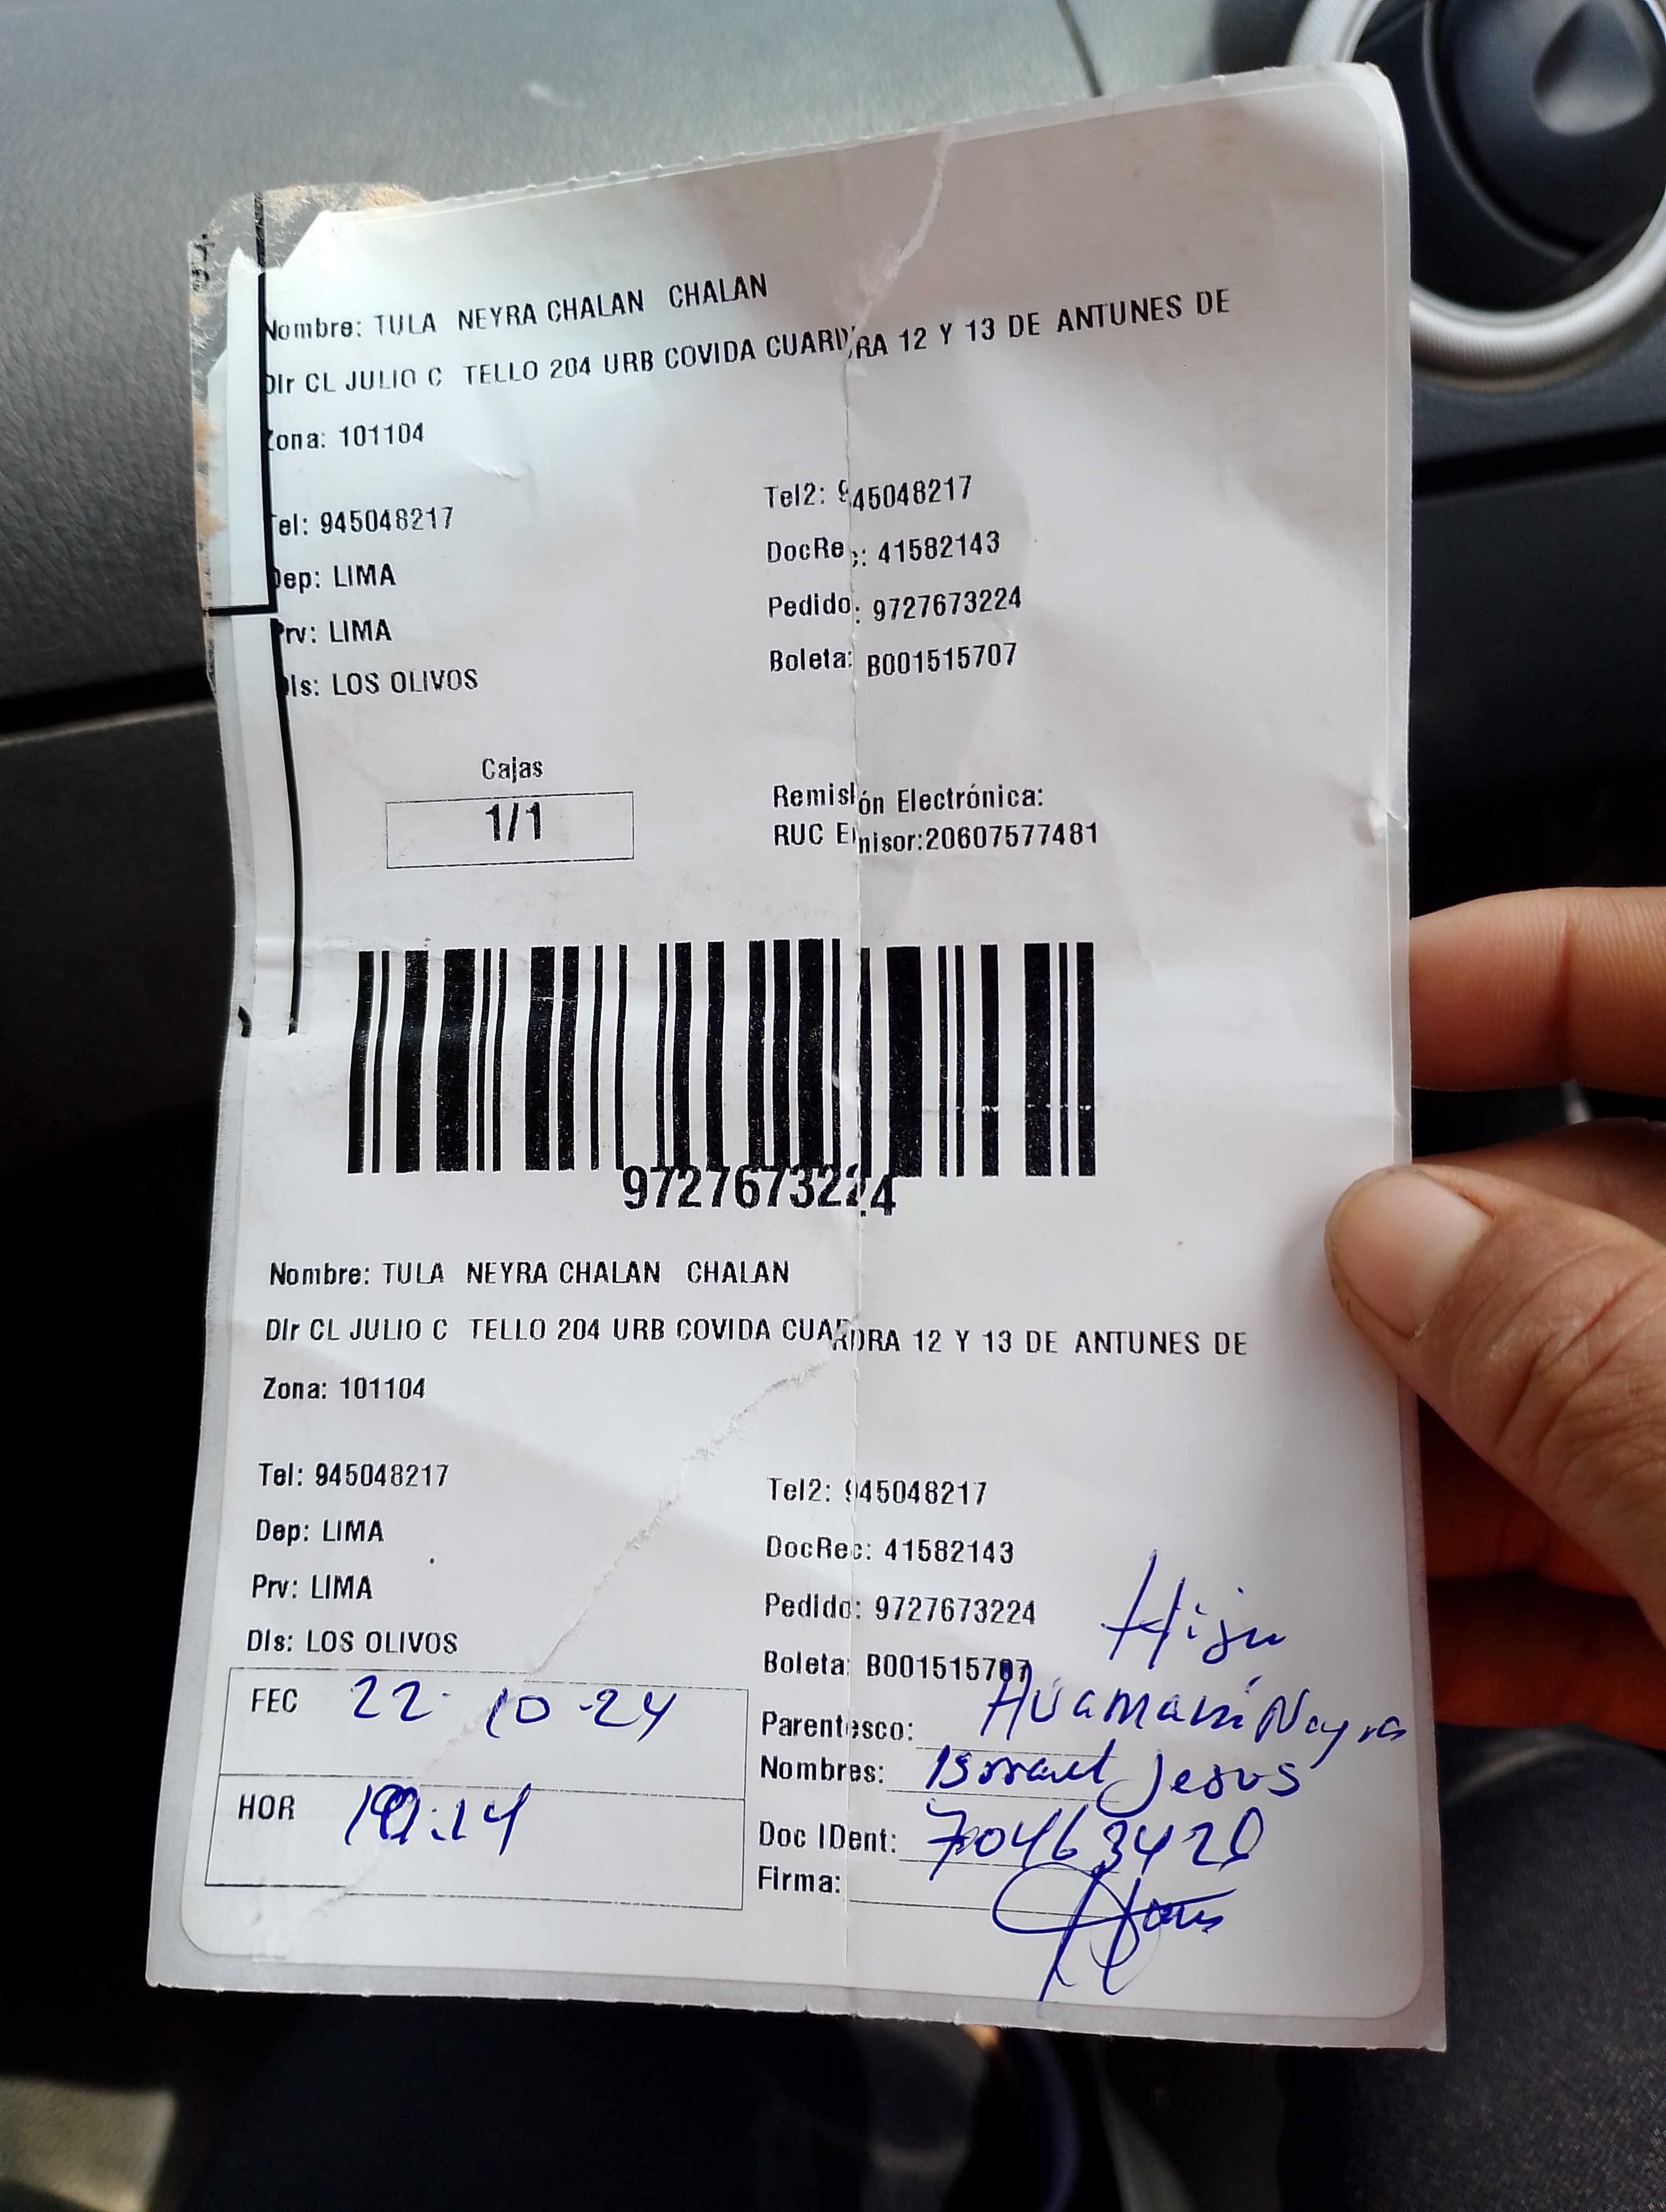 Nombre: TULA NEYRA CHALAN CHALAN
DIr CL JULIO C TELLO 204 URB COVIDA CUARDRA 12 Y 13 DE ANTUNES DE
Zona: 101104
Tel: 945048217
Tel2: 945048217
DocRec: 41582143
Dep: LIMA
Pedido: 9727673224
Prv: LIMA
Boleta: B001515707
DIs: LOS OLIVOS
Cajas
1/1
Remisión Electrónica:
RUC Emisor:20607577481
9727673224
Nombre: TULA NEYRA CHALAN CHALAN
DIr CL JULIO C TELLO 204 URB COVIDA CUARDRA 12 Y 13 DE ANTUNES DE
Zona: 101104
Tel: 945048217
Tel2: 945048217
Dep: LIMA
DocRec: 41582143
Prv: LIMA
Pedido: 9727673224
DIs: LOS OLIVOS
Boleta: B001515707
FEC 22-10-24
Parentesco: Huamaní Neyra
Nombres: Israel Jesus
HOR
Doc IDent: 70463420
Firma: